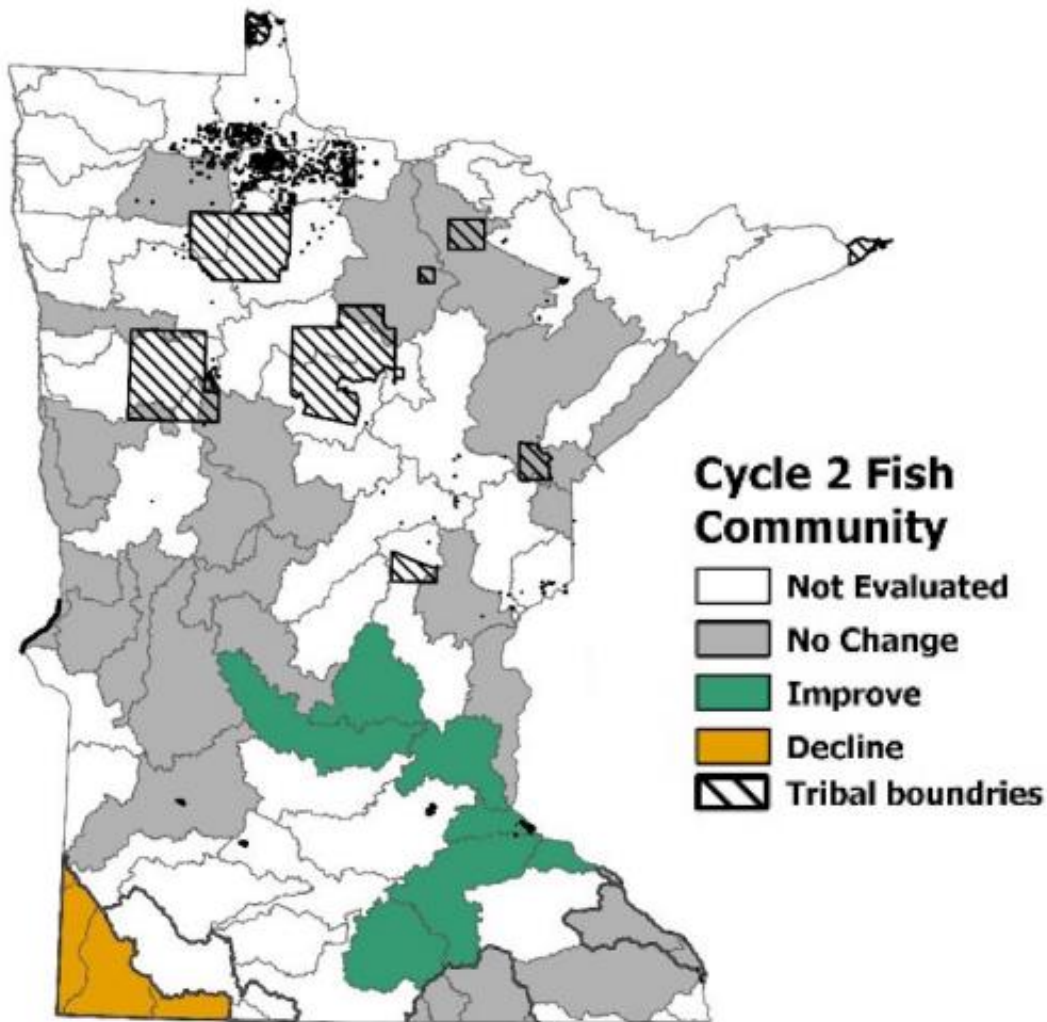 Cycle 2 Fish
Community
Not Evaluated
No Change
Improve
Decline
Tribal boundries